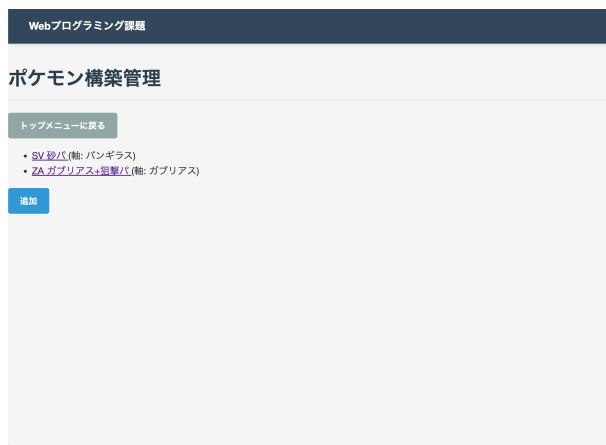 Webプログラミング課題
ポケモン構築管理
トップメニューに戻る
SV 砂パ (軸: バンギラス)
ZA ガブリアス+狙撃パ (軸: ガブリアス)
追加